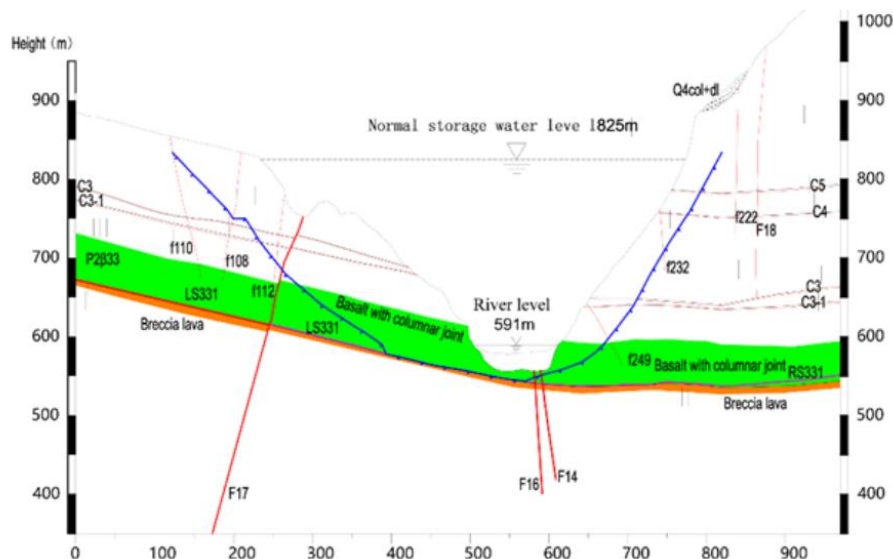 Height (m)
1000
900
900
800
800
700
700
600
600
500
500
400
400
0
100
200
300
400
500
600
700
800
900
Normal storage water leve l825m
Q4col+dl
C3
C3-1
C5
C4
f222
F18
f110
f108
f112
f232
P2β33
LS331
LS331
Basalt with columnar joint
Breccia lava
River level
591m
C3
C3-1
f249
Basalt with columnar joint
RS331
Breccia lava
F17
F16
F14